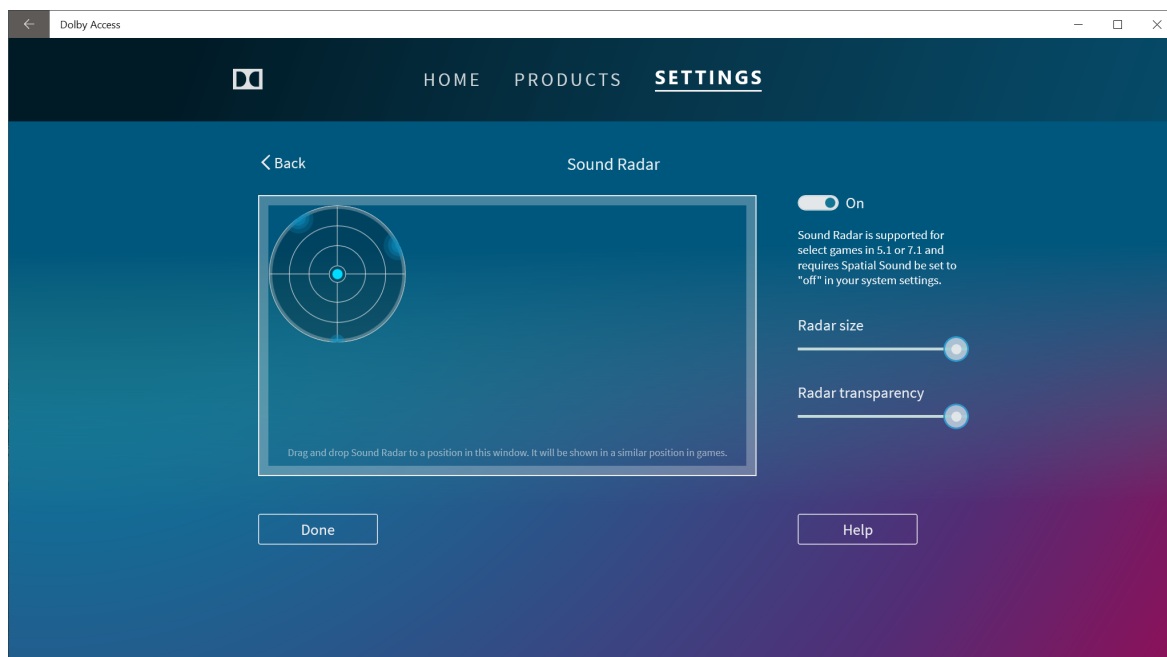 Dolby Access
HOME PRODUCTS SETTINGS
Back
Sound Radar
On
Sound Radar is supported for
select games in 5.1 or 7.1 and
requires Spatial Sound be set to
"off" in your system settings.
Radar size
Radar transparency
Drag and drop Sound Radar to a position in this window. It will be shown in a similar position in games.
Done
Help